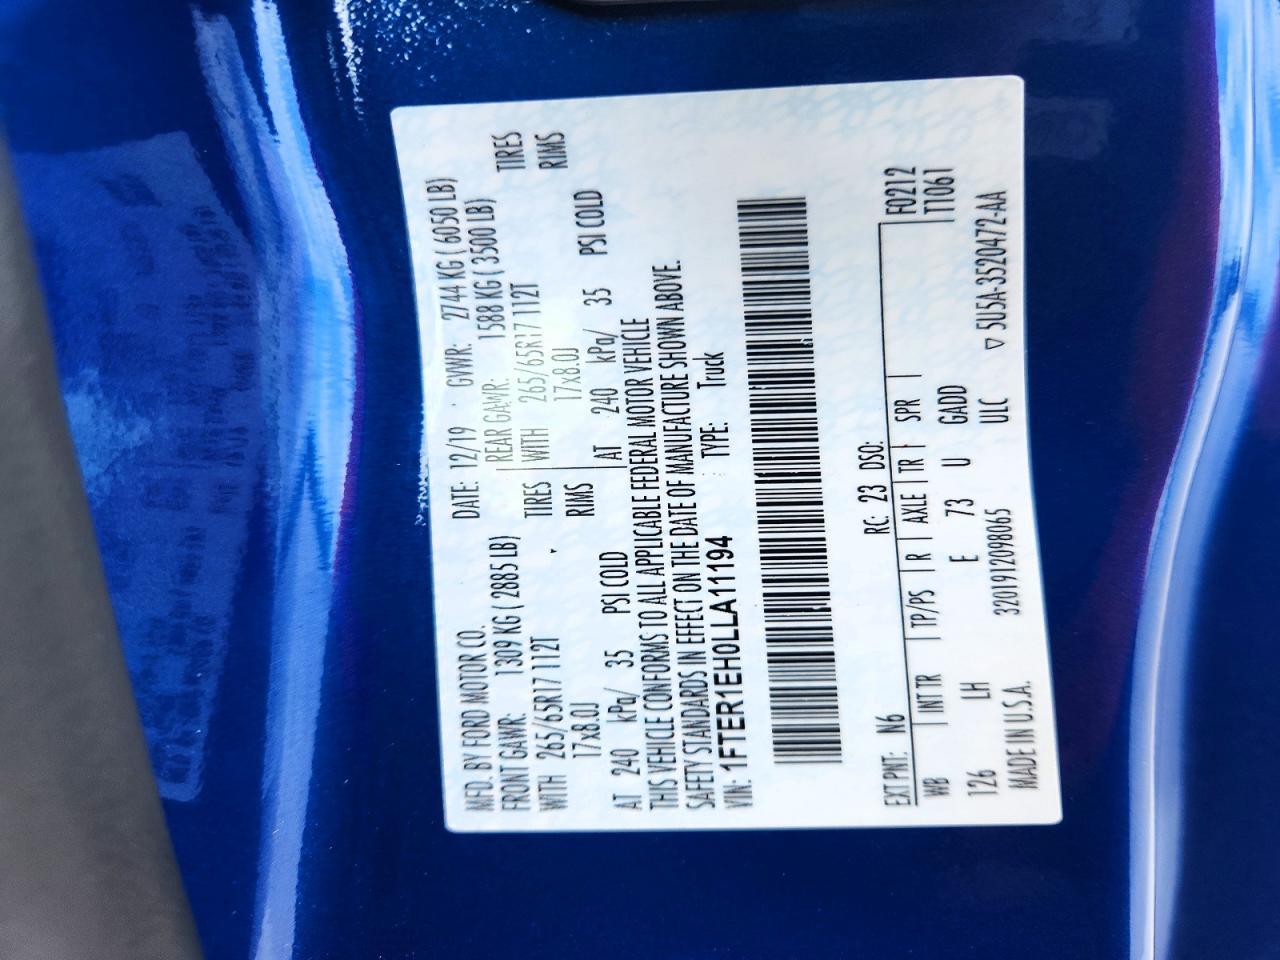 MFD. BY FORD MOTOR CO. DATE: 12/19 GVWR: 2744 KG ( 6050 LB)
FRONT GAWR: 1309 KG ( 2885 LB) REAR GAWR: 1588 KG ( 3500 LB)
WITH 265/65R17 112T TIRES WITH 265/65R17 112T TIRES
17x8.0J RIMS 17x8.0J RIMS
AT 240 kPa/ 35 PSI COLD AT 240 kPa/ 35 PSI COLD
THIS VEHICLE CONFORMS TO ALL APPLICABLE FEDERAL MOTOR VEHICLE
SAFETY STANDARDS IN EFFECT ON THE DATE OF MANUFACTURE SHOWN ABOVE.
VIN: 1FTER1EH0LLA11194 TYPE: Truck
EXT PNT: N6 RC: 23 DSO: F0212
WB INT TR TP/PS R AXLE TR SPR T1061
126 LH E 73 U GADD
MADE IN U.S.A. 3201912098065 ULC ▽ 5U5A-3520472-AA